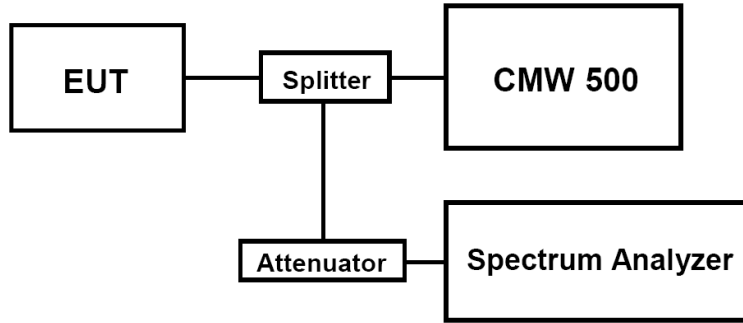 EUT
Splitter
CMW 500
Attenuator
Spectrum Analyzer